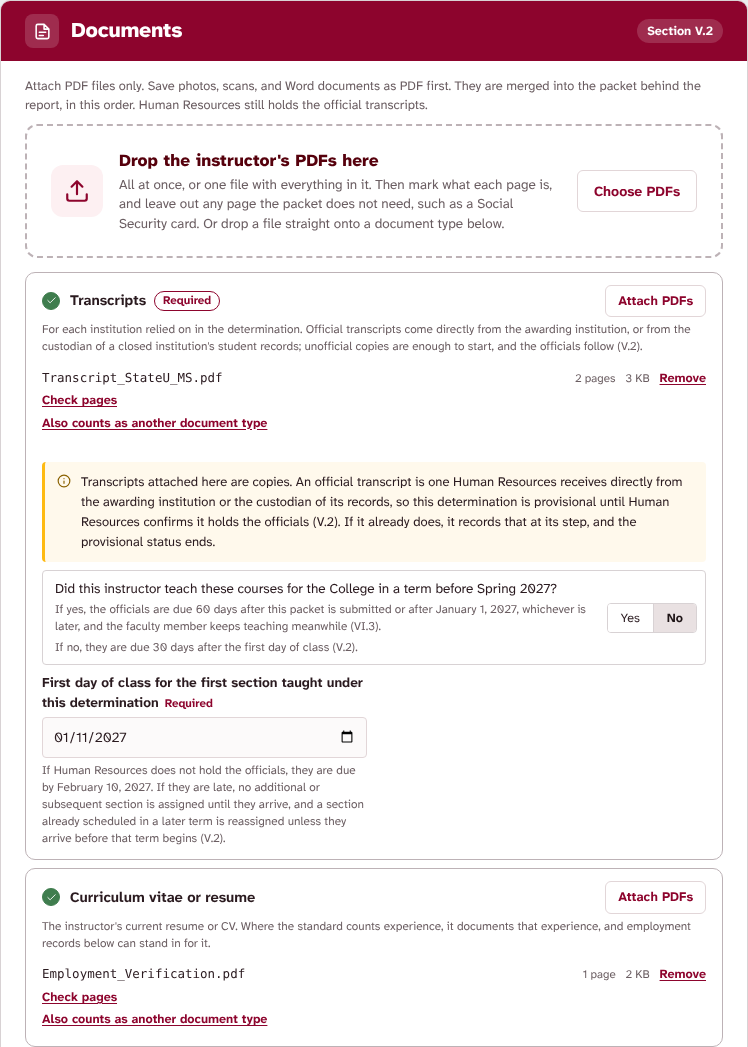 Documents
Section V.2
Attach PDF files only. Save photos, scans, and Word documents as PDF first. They are merged into the packet behind the
report, in this order. Human Resources still holds the official transcripts.
Drop the instructor's PDFs here
All at once, or one file with everything in it. Then mark what each page is,
and leave out any page the packet does not need, such as a Social
Security card. Or drop a file straight onto a document type below.
Choose PDFs
Transcripts Required
Attach PDFs
For each institution relied on in the determination. Official transcripts come directly from the awarding institution, or from the
custodian of a closed institution's student records; unofficial copies are enough to start, and the officials follow (V.2).
Transcript_StateU_MS.pdf 2 pages 3 KB Remove
Check pages
Also counts as another document type
Transcripts attached here are copies. An official transcript is one Human Resources receives directly from
the awarding institution or the custodian of its records, so this determination is provisional until Human
Resources confirms it holds the officials (V.2). If it already does, it records that at its step, and the
provisional status ends.
Did this instructor teach these courses for the College in a term before Spring 2027?
If yes, the officials are due 60 days after this packet is submitted or after January 1, 2027, whichever is
later, and the faculty member keeps teaching meanwhile (VI.3).
If no, they are due 30 days after the first day of class (V.2).
Yes No
First day of class for the first section taught under
this determination Required
01/11/2027
If Human Resources does not hold the officials, they are due
by February 10, 2027. If they are late, no additional or
subsequent section is assigned until they arrive, and a section
already scheduled in a later term is reassigned unless they
arrive before that term begins (V.2).
Curriculum vitae or resume
Attach PDFs
The instructor's current resume or CV. Where the standard counts experience, it documents that experience, and employment
records below can stand in for it.
Employment_Verification.pdf 1 page 2 KB Remove
Check pages
Also counts as another document type